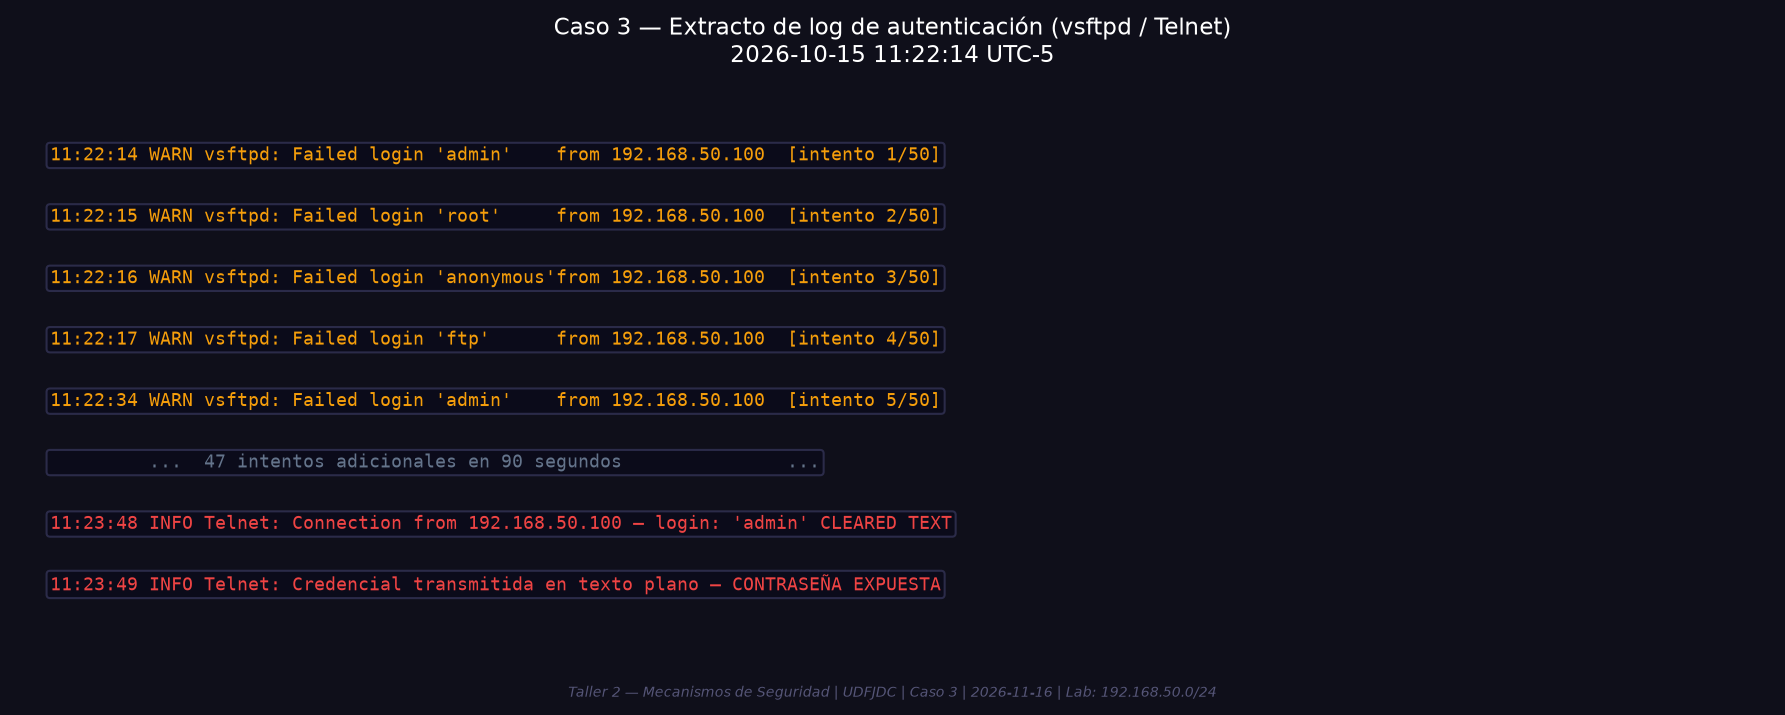 Caso 3 — Extracto de log de autenticación (vsftpd / Telnet)
2026-10-15 11:22:14 UTC-5
11:22:14 WARN vsftpd: Failed login 'admin'    from 192.168.50.100  [intento 1/50]
11:22:15 WARN vsftpd: Failed login 'root'     from 192.168.50.100  [intento 2/50]
11:22:16 WARN vsftpd: Failed login 'anonymous'from 192.168.50.100  [intento 3/50]
11:22:17 WARN vsftpd: Failed login 'ftp'      from 192.168.50.100  [intento 4/50]
11:22:34 WARN vsftpd: Failed login 'admin'    from 192.168.50.100  [intento 5/50]
...  47 intentos adicionales en 90 segundos               ...
11:23:48 INFO Telnet: Connection from 192.168.50.100 — login: 'admin' CLEARED TEXT
11:23:49 INFO Telnet: Credencial transmitida en texto plano — CONTRASEÑA EXPUESTA
Taller 2 — Mecanismos de Seguridad | UDFJDC | Caso 3 | 2026-11-16 | Lab: 192.168.50.0/24